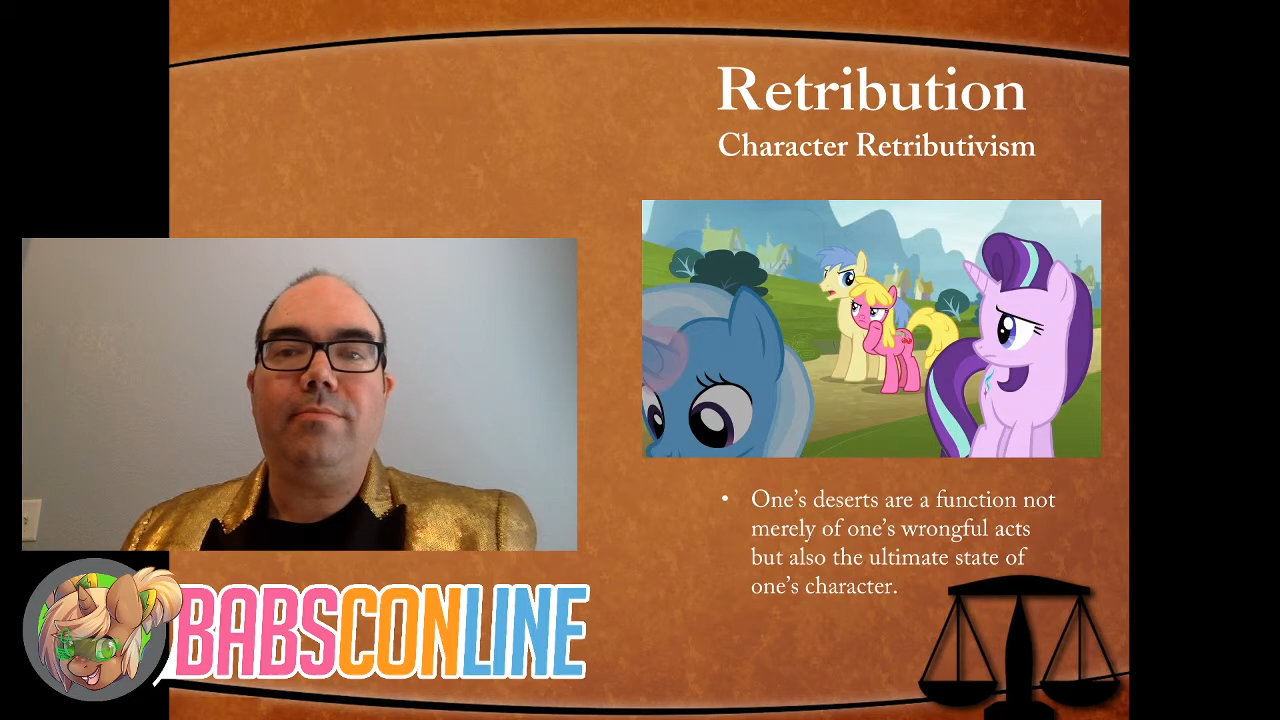 Retribution
Character Retributivism
• One's deserts are a function not
merely of one's wrongful acts
but also the ultimate state of
one's character.
BABSCONLINE